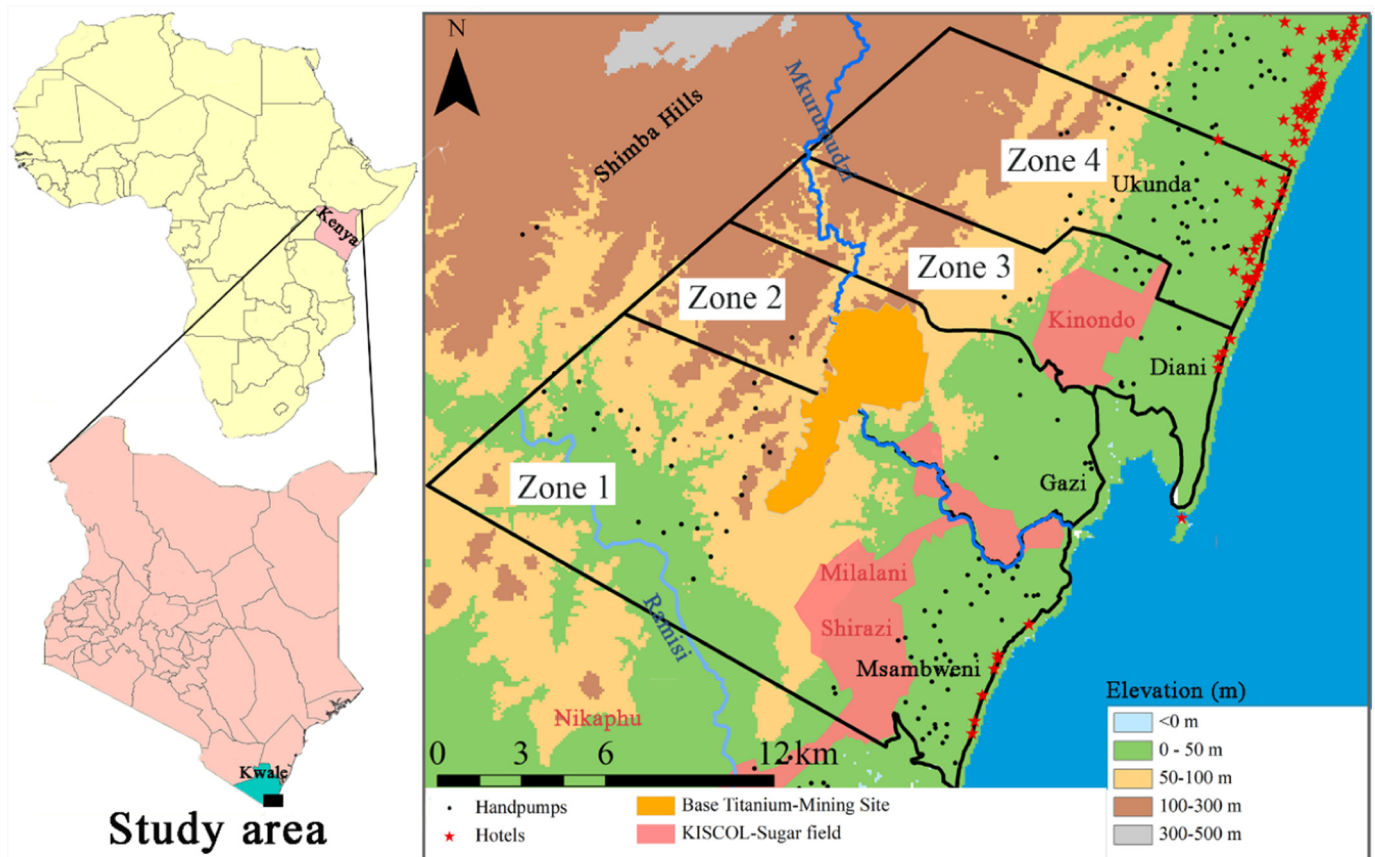 Kenya
Kwale
Study area
N
Shimba Hills
Mkurumudzi
Zone 4
Ukunda
Zone 3
Zone 2
Kinondo
Diani
Zone 1
Gazi
Milalani
Shirazi
Ramisi
Msambweni
Nikaphu
0 3 6 12 km
Handpumps
Hotels
Base Titanium-Mining Site
KISCOL-Sugar field
Elevation (m)
<0 m
0 - 50 m
50-100 m
100-300 m
300-500 m